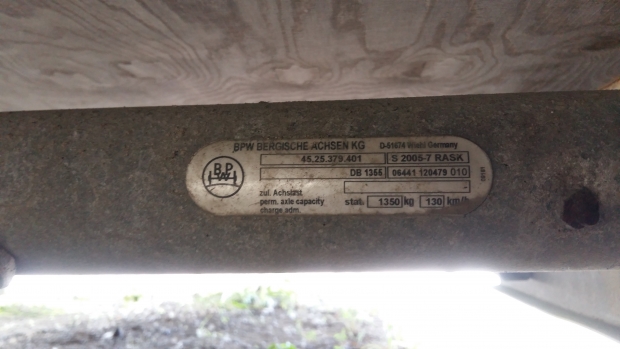 BPW BERGISCHE ACHSEN KG D-51674 Wiehl Germany
46.25.379.401 S 2005-7 RASK
BPW
DB 1355 06441 120479 010
- -
zul. Achslast
perm. axle capacity stat. 1350 kg 130 km/h
charge adm.